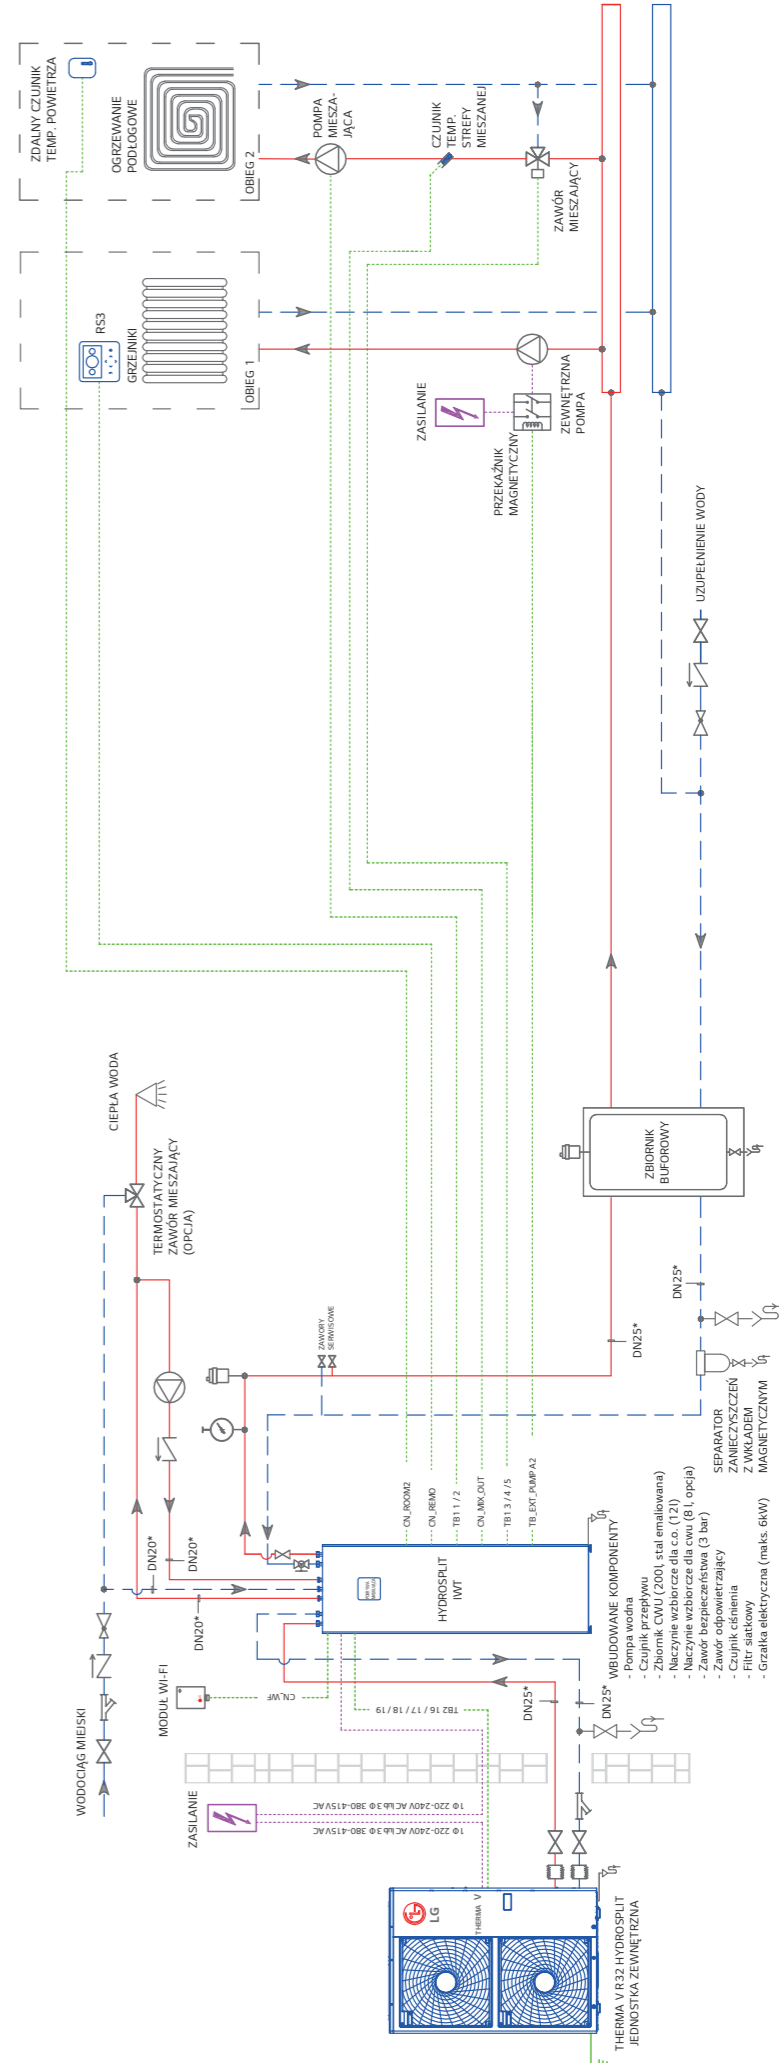 ZDALNY CZUJNIK
TEMP. POWIETRZA
OGRZEWANIE
PODŁOGOWE
OBIEG 2
POMPA
MIESZA-
JĄCA
CZUJNIK
TEMP.
STREFY
MIESZANEJ
ZAWÓR
MIESZAJĄCY
RS3
GRZEJNIKI
OBIEG 1
ZASILANIE
PRZEKAŹNIK
MAGNETYCZNY
ZEWNĘTRZNA
POMPA
UZUPEŁNIENIE WODY
CIEPŁA WODA
TERMOSTATYCZNY
ZAWÓR MIESZAJĄCY
(OPCJA)
ZBIORNIK
BUFOROWY
ZAWORY
SERWISOWE
DN25*
DN25*
SEPARATOR
ZANIECZYSZCZEŃ
Z WKŁADEM
MAGNETYCZNYM
CN_ROOM2
CN_REMO
TB1 1 / 2
CN_MIX_OUT
TB1 3 / 4 / 5
TB_EXT_PUMP A2
DN20*
DN20*
DN20*
HYDROSPLIT
IWT
WBUDOWANE KOMPONENTY
- Pompa wodna
- Czujnik przepływu
- Zbiornik CWU (200l, stal emaliowana)
- Naczynie wzbiorcze dla c.o. (12l)
- Naczynie wzbiorcze dla cwu (8 l, opcja)
- Zawór bezpieczeństwa (3 bar)
- Zawór odpowietrzający
- Czujnik ciśnienia
- Filtr siatkowy
- Grzałka elektryczna (maks. 6kW)
MODUŁ WI-FI
CN_WF
TB2 16 / 17 / 18 / 19
DN25*
DN25*
WODOCIĄG MIEJSKI
ZASILANIE
1Φ 220-240V AC lub 3Φ 380-415V AC
1Φ 220-240V AC lub 3Φ 380-415V AC
LG
THERMA V
THERMA V R32 HYDROSPLIT
JEDNOSTKA ZEWNĘTRZNA